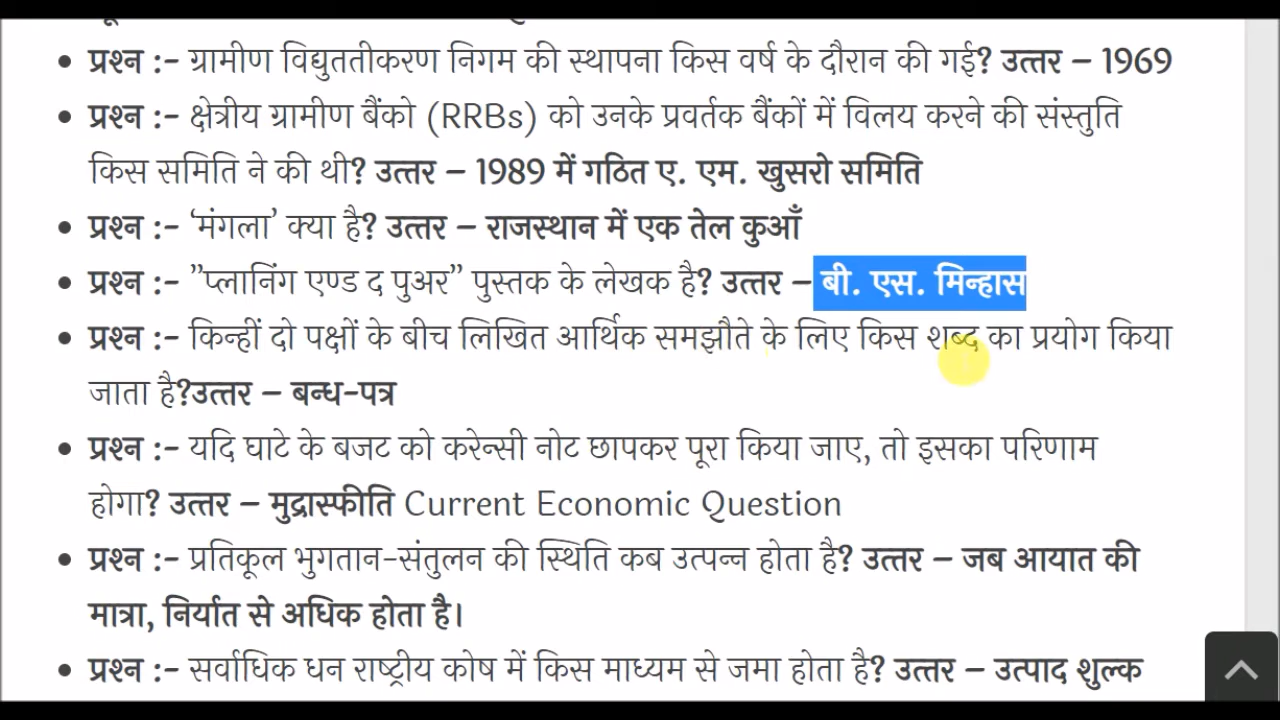 • प्रश्न :- ग्रामीण विद्युततीकरण निगम की स्थापना किस वर्ष के दौरान की गई? उत्तर – 1969
• प्रश्न :- क्षेत्रीय ग्रामीण बैंको (RRBs) को उनके प्रवर्तक बैंकों में विलय करने की संस्तुति
किस समिति ने की थी? उत्तर – 1989 में गठित ए. एम. खुसरो समिति
• प्रश्न :- ‘मंगला’ क्या है? उत्तर – राजस्थान में एक तेल कुआँ
• प्रश्न :- ”प्लानिंग एण्ड द पुअर” पुस्तक के लेखक है? उत्तर – बी. एस. मिन्हास
• प्रश्न :- किन्हीं दो पक्षों के बीच लिखित आर्थिक समझौते के लिए किस शब्द का प्रयोग किया
जाता है?उत्तर – बन्ध-पत्र
• प्रश्न :- यदि घाटे के बजट को करेन्सी नोट छापकर पूरा किया जाए, तो इसका परिणाम
होगा? उत्तर – मुद्रास्फीति Current Economic Question
• प्रश्न :- प्रतिकूल भुगतान-संतुलन की स्थिति कब उत्पन्न होता है? उत्तर – जब आयात की
मात्रा, निर्यात से अधिक होता है।
• प्रश्न :- सर्वाधिक धन राष्ट्रीय कोष में किस माध्यम से जमा होता है? उत्तर – उत्पाद शुल्क